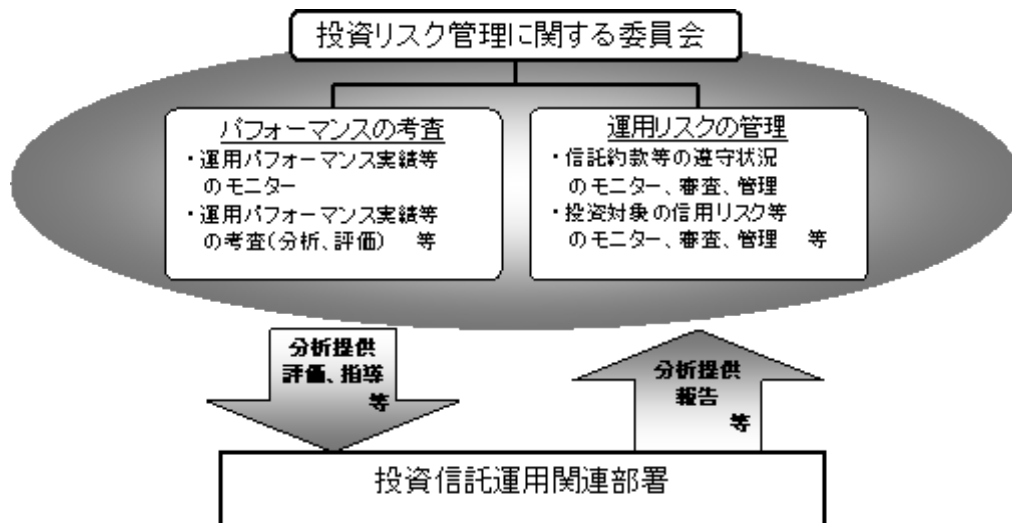 投資リスク管理に関する委員会
パフォーマンスの考査
・運用パフォーマンス実績等
のモニター
・運用パフォーマンス実績等
の考査(分析、評価) 等
運用リスクの管理
・信託約款等の遵守状況
のモニター、審査、管理
・投資対象の信用リスク等
のモニター、審査、管理 等
分析提供
評価、指導
等
分析提供
報告
等
投資信託運用関連部署